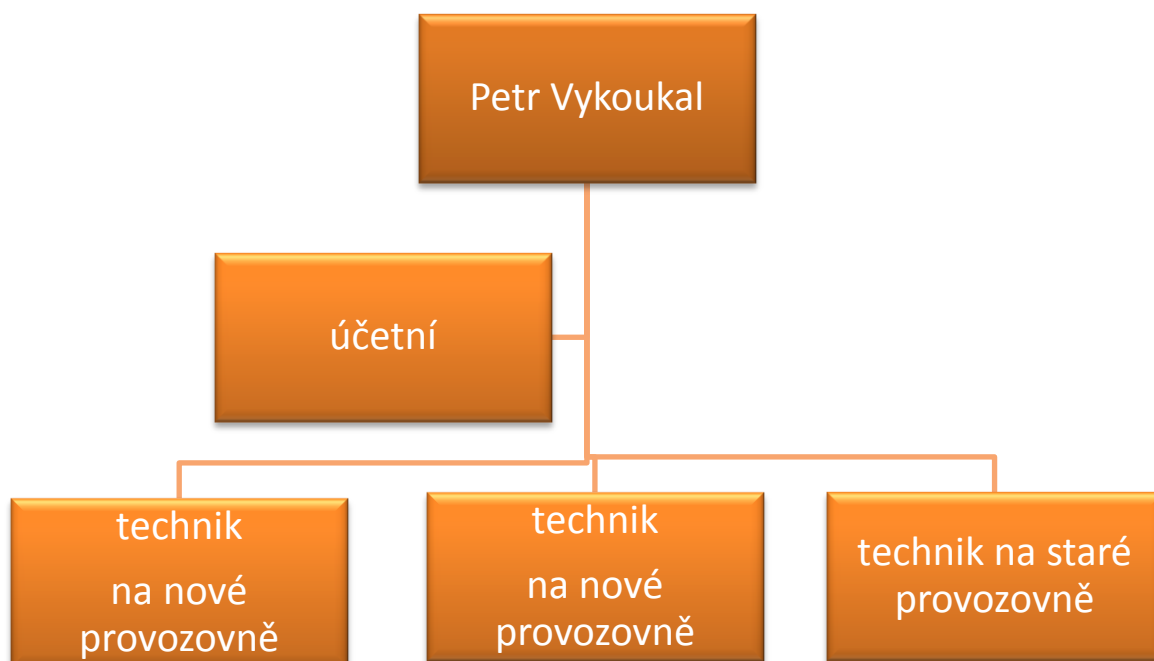 Petr Vykoukal
účetní
technik
na nové
provozovně
technik
na nové
provozovně
technik na staré
provozovně